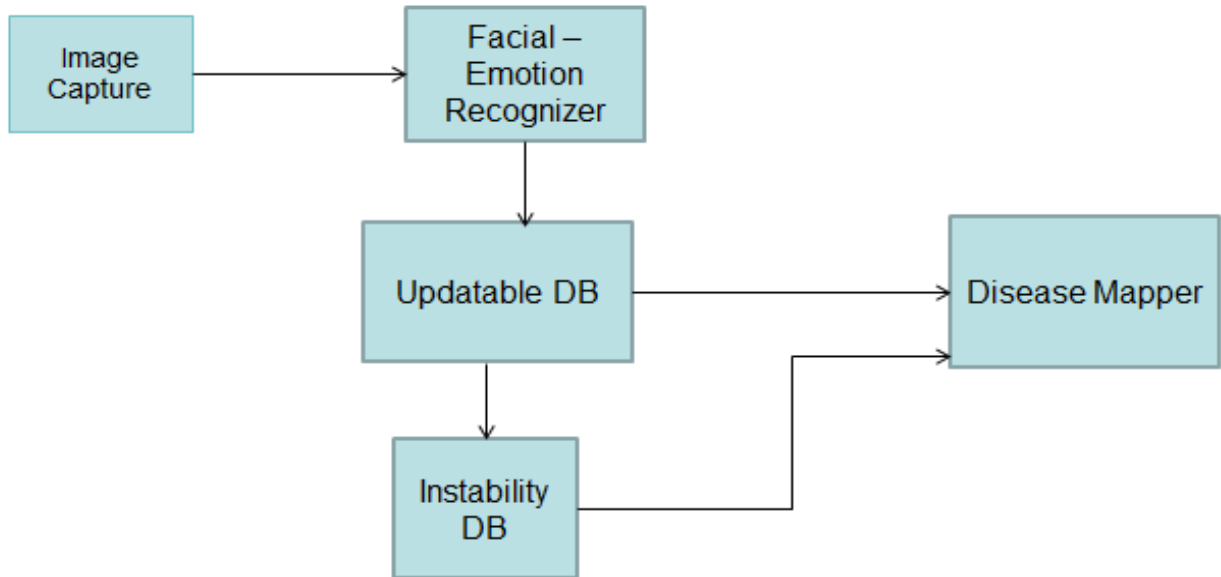 Image
Capture
Facial –
Emotion
Recognizer
Updatable DB
Disease Mapper
Instability
DB